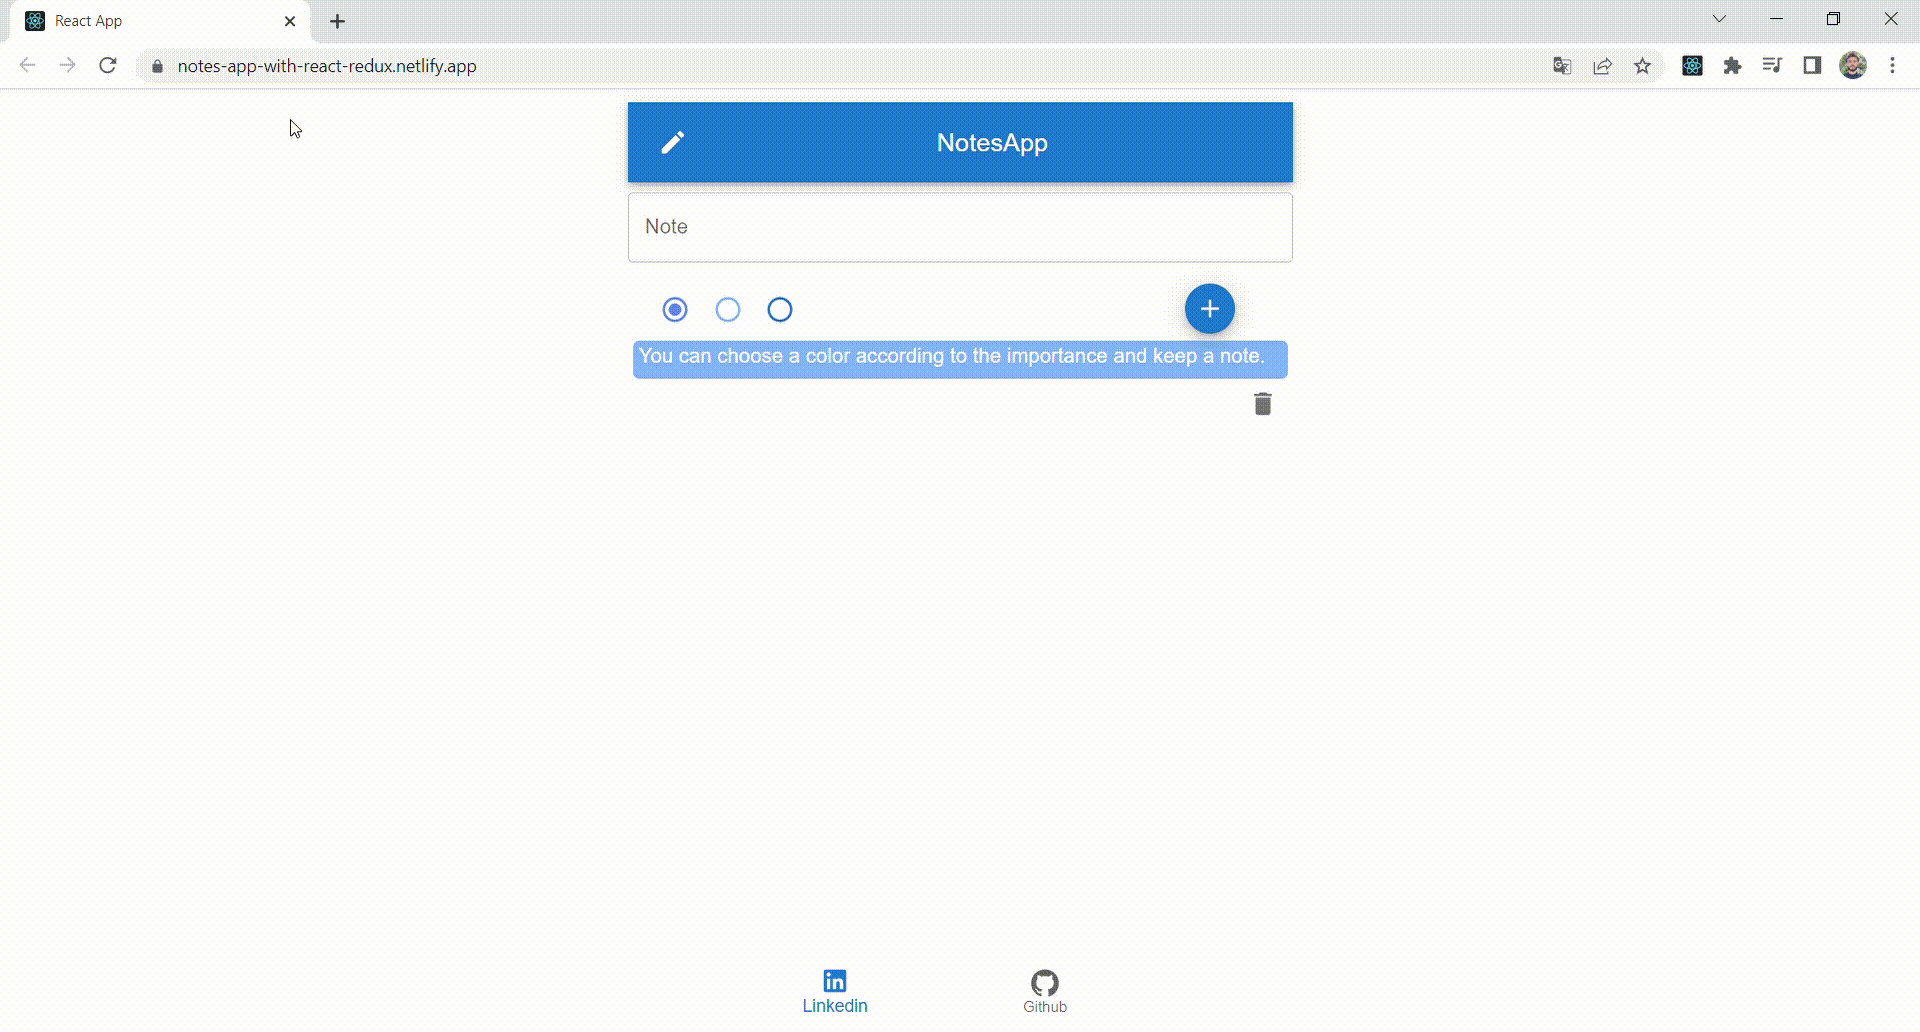 React App
notes-app-with-react-redux.netlify.app
NotesApp
Note
You can choose a color according to the importance and keep a note.
Linkedin
Github